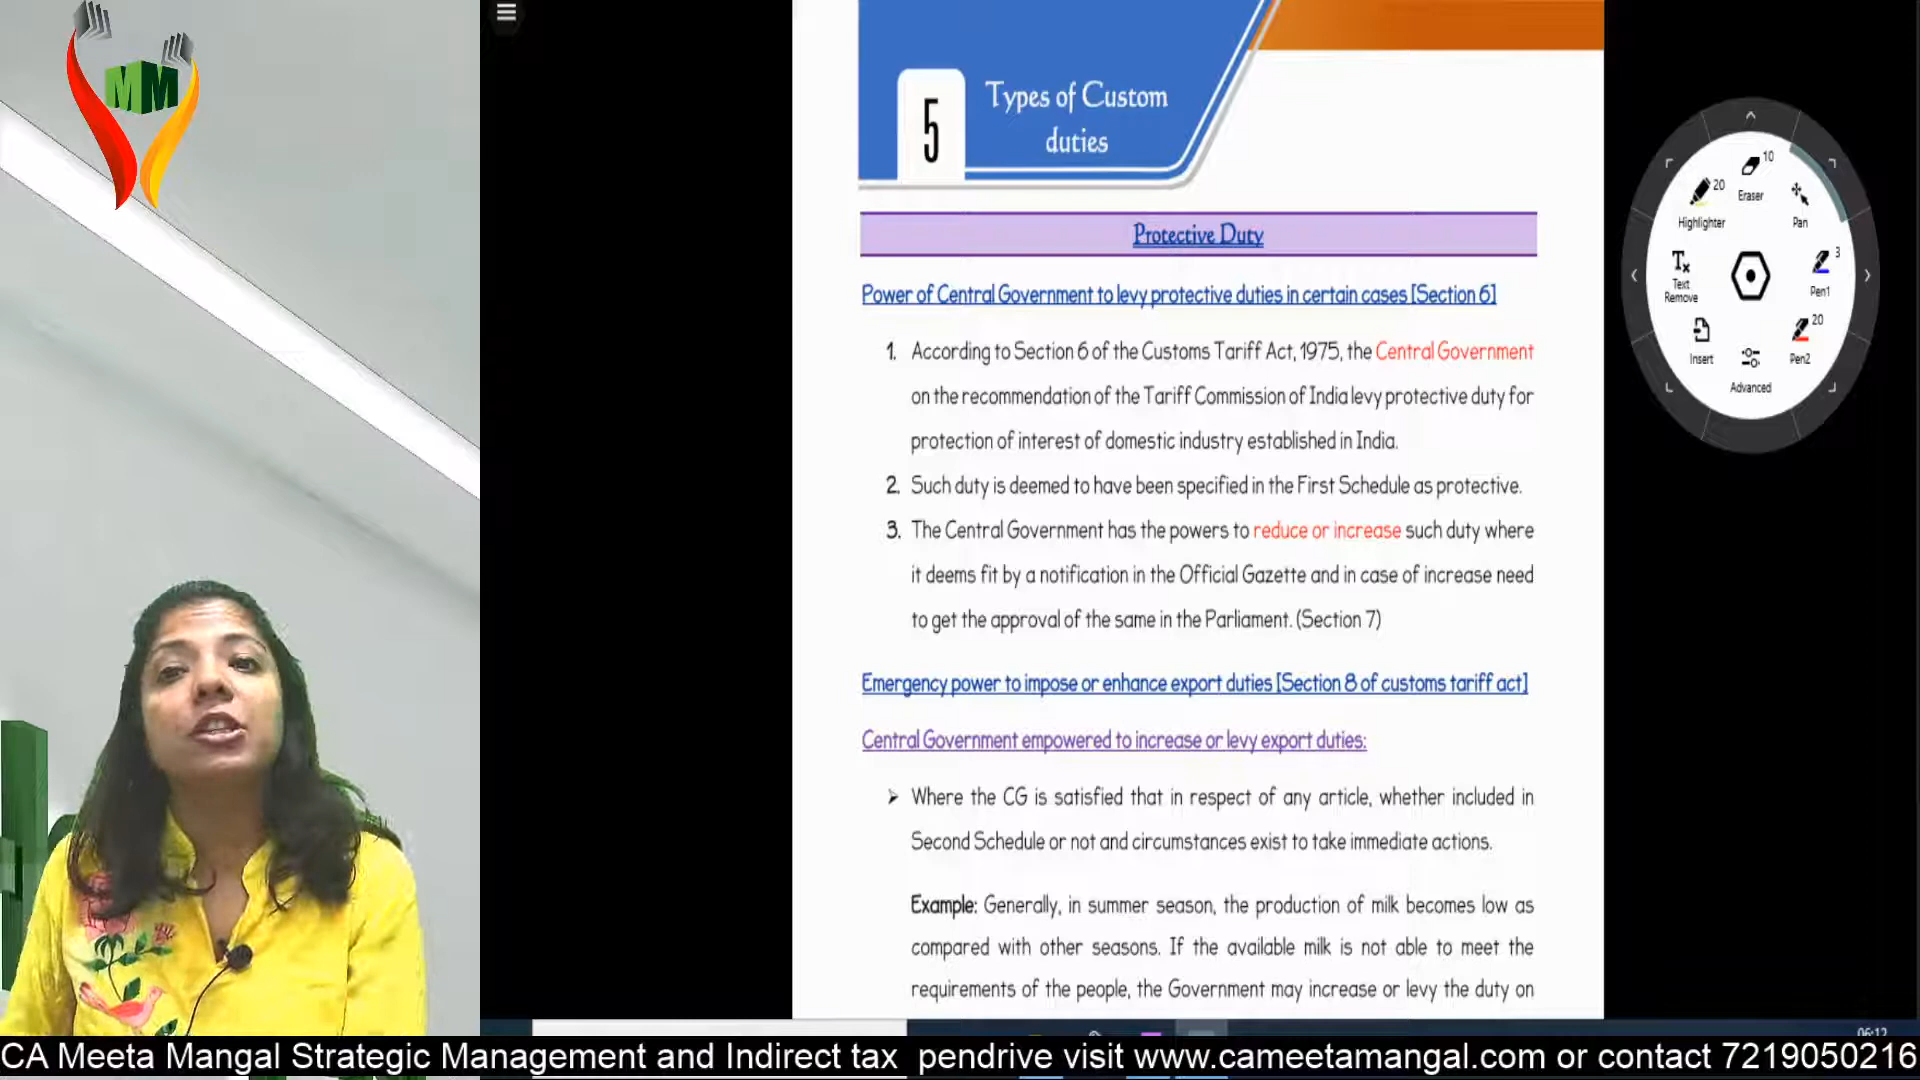 MM
5
Types of Custom
duties
Protective Duty
Power of Central Government to levy protective duties in certain cases [Section 6]
1. According to Section 6 of the Customs Tariff Act, 1975, the Central Government
on the recommendation of the Tariff Commission of India levy protective duty for
protection of interest of domestic industry established in India.
2. Such duty is deemed to have been specified in the First Schedule as protective.
3. The Central Government has the powers to reduce or increase such duty where
it deems fit by a notification in the Official Gazette and in case of increase need
to get the approval of the same in the Parliament. (Section 7)
Emergency power to impose or enhance export duties [Section 8 of customs tariff act]
Central Government empowered to increase or levy export duties:
➤ Where the CG is satisfied that in respect of any article, whether included in
Second Schedule or not and circumstances exist to take immediate actions.
Example: Generally, in summer season, the production of milk becomes low as
compared with other seasons. If the available milk is not able to meet the
requirements of the people, the Government may increase or levy the duty on
10
Eraser
20
Highlighter
Pan
Tx
Text
Remove
3
Pen1
Insert
20
Pen2
Advanced
CA Meeta Mangal Strategic Management and Indirect tax pendrive visit www.cameetamangal.com or contact 7219050216